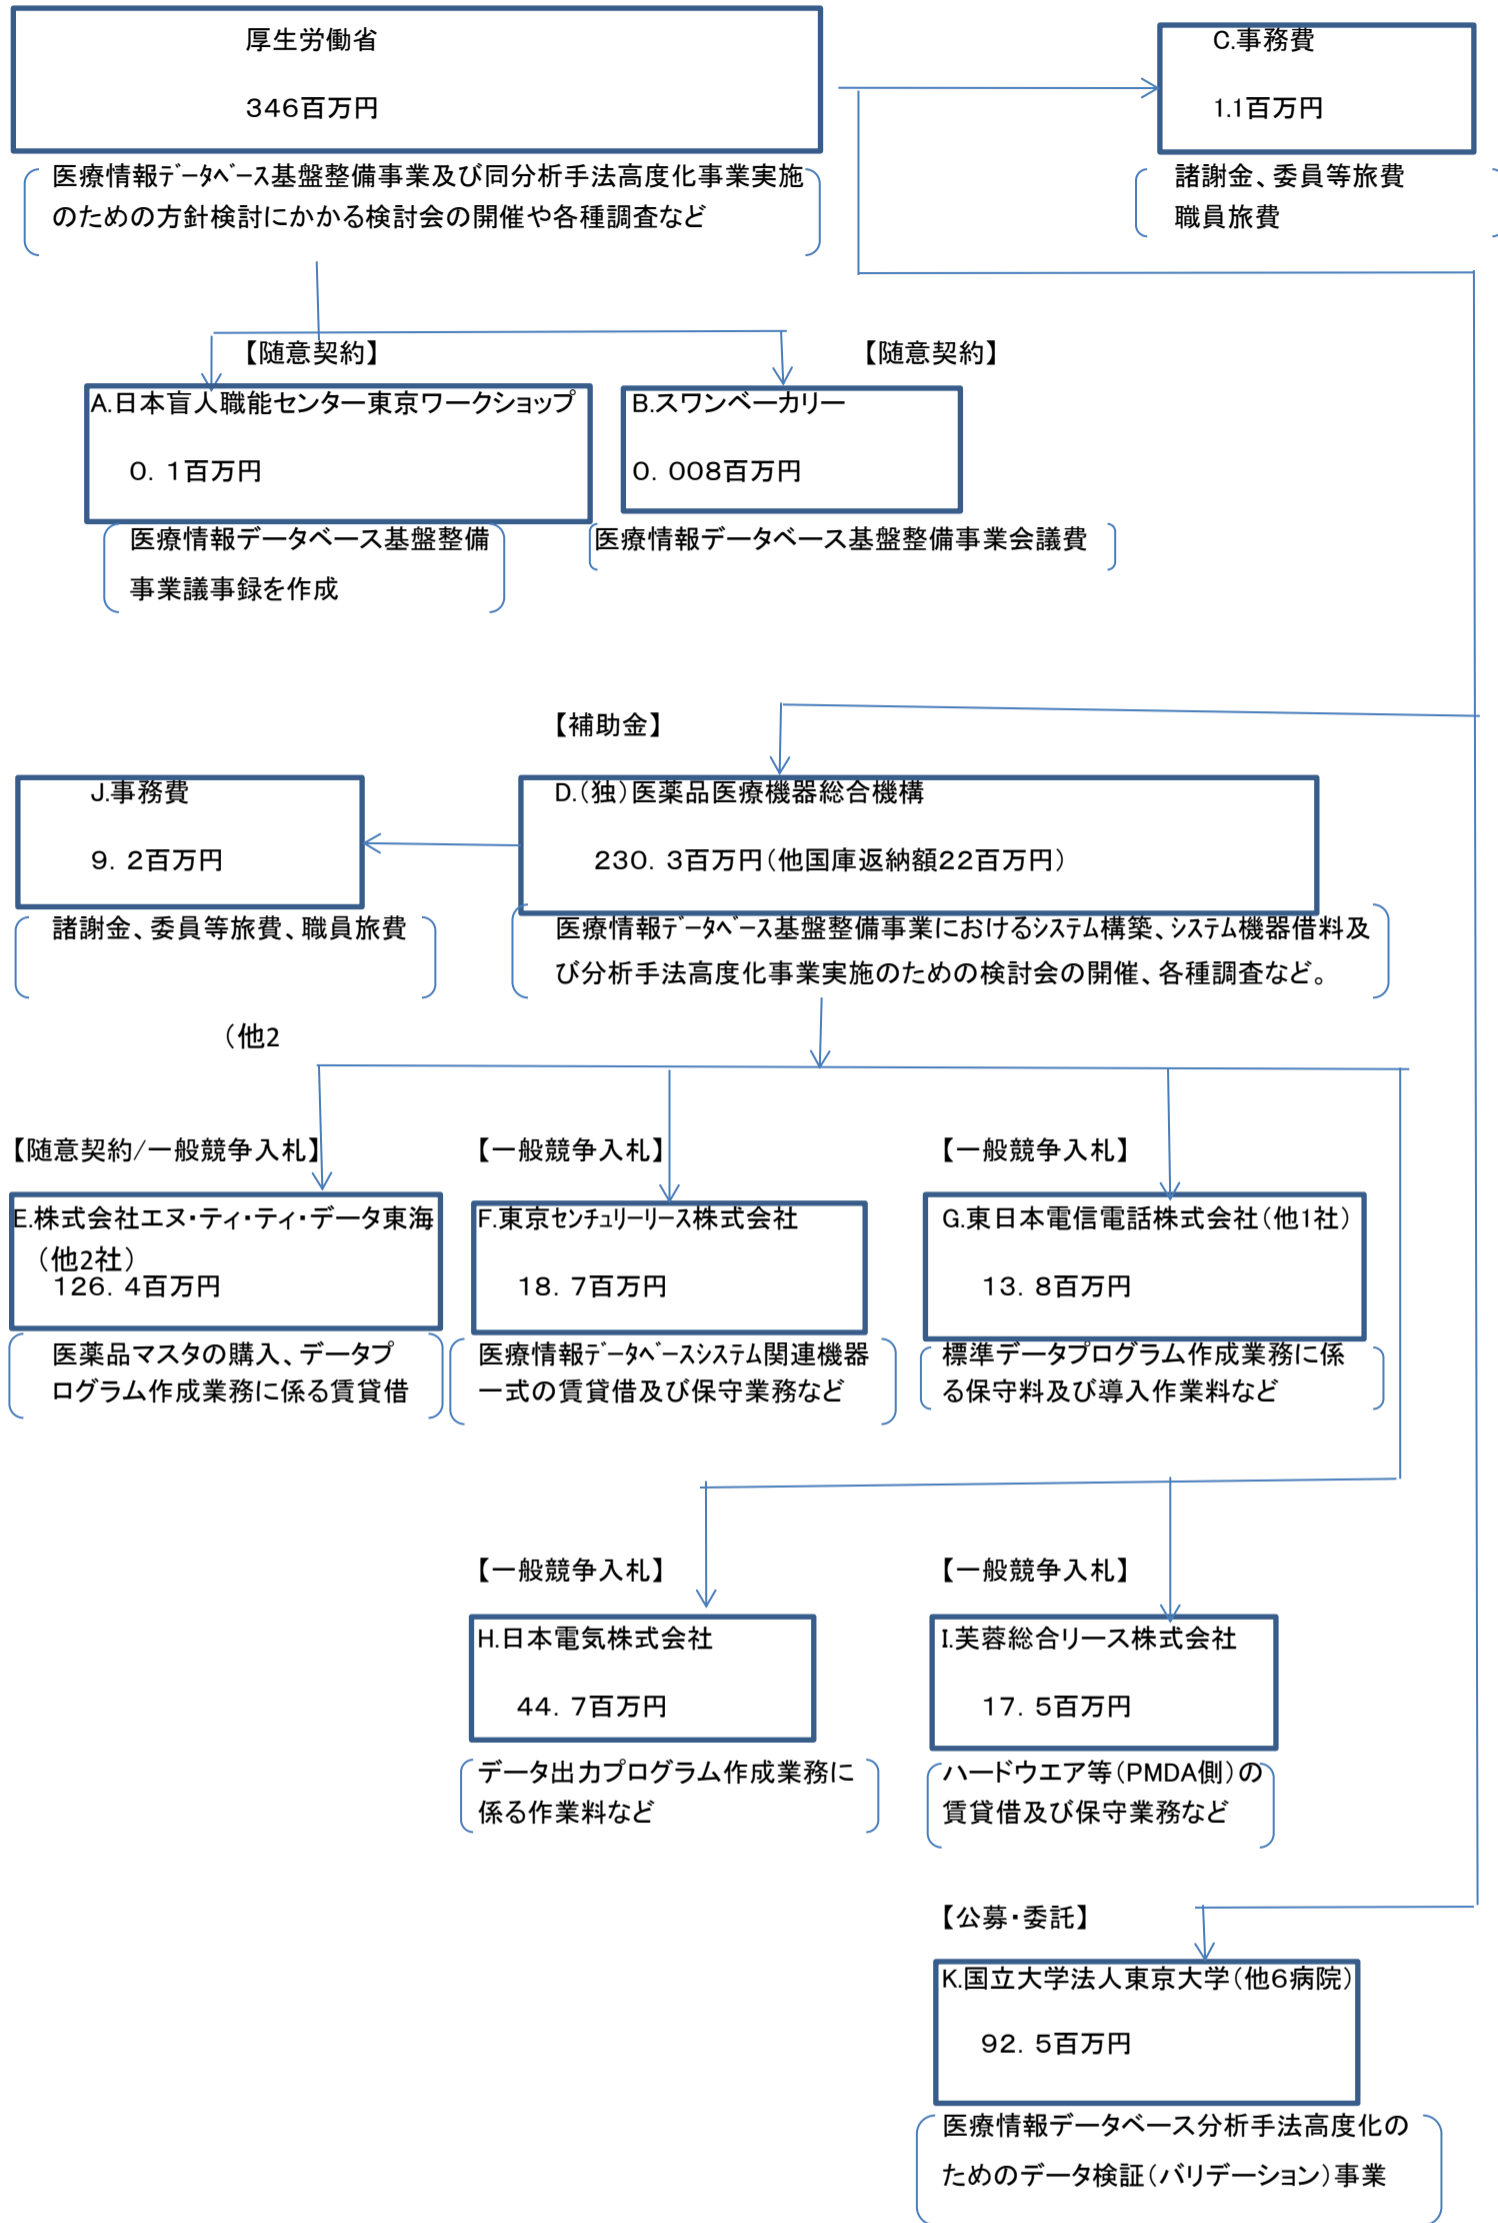 厚生労働省
346百万円
C.事務費
1.1百万円
医療情報ﾃﾞｰﾀﾍﾞｰｽ基盤整備事業及び同分析手法高度化事業実施
のための方針検討にかかる検討会の開催や各種調査など
諸謝金、委員等旅費
職員旅費
【随意契約】
【随意契約】
A.日本盲人職能センター東京ワークショップ
0．1百万円
B.スワンベーカリー
0．008百万円
医療情報データベース基盤整備
事業議事録を作成
医療情報データベース基盤整備事業会議費
【補助金】
J.事務費
9．2百万円
D.（独）医薬品医療機器総合機構
230．3百万円（他国庫返納額22百万円）
諸謝金、委員等旅費、職員旅費
医療情報ﾃﾞｰﾀﾍﾞｰｽ基盤整備事業におけるｼｽﾃﾑ構築、ｼｽﾃﾑ機器借料及
び分析手法高度化事業実施のための検討会の開催、各種調査など。
（他2
【随意契約/一般競争入札】
【一般競争入札】
【一般競争入札】
E.株式会社エヌ・ティ・ティ・データ東海
（他2社）
126．4百万円
F.東京ｾﾝﾁｭﾘｰﾘｰｽ株式会社
18．7百万円
G.東日本電信電話株式会社（他1社）
13．8百万円
医薬品マスタの購入、データプ
ログラム作成業務に係る賃貸借
医療情報ﾃﾞｰﾀﾍﾞｰｽｼｽﾃﾑ関連機器
一式の賃貸借及び保守業務など
標準データプログラム作成業務に係
る保守料及び導入作業料など
【一般競争入札】
【一般競争入札】
H.日本電気株式会社
44．7百万円
I.芙蓉総合リース株式会社
17．5百万円
データ出力プログラム作成業務に
係る作業料など
ハードウエア等（PMDA側）の
賃貸借及び保守業務など
【公募・委託】
K.国立大学法人東京大学（他6病院）
92．5百万円
医療情報データベース分析手法高度化の
ためのデータ検証（バリデーション）事業